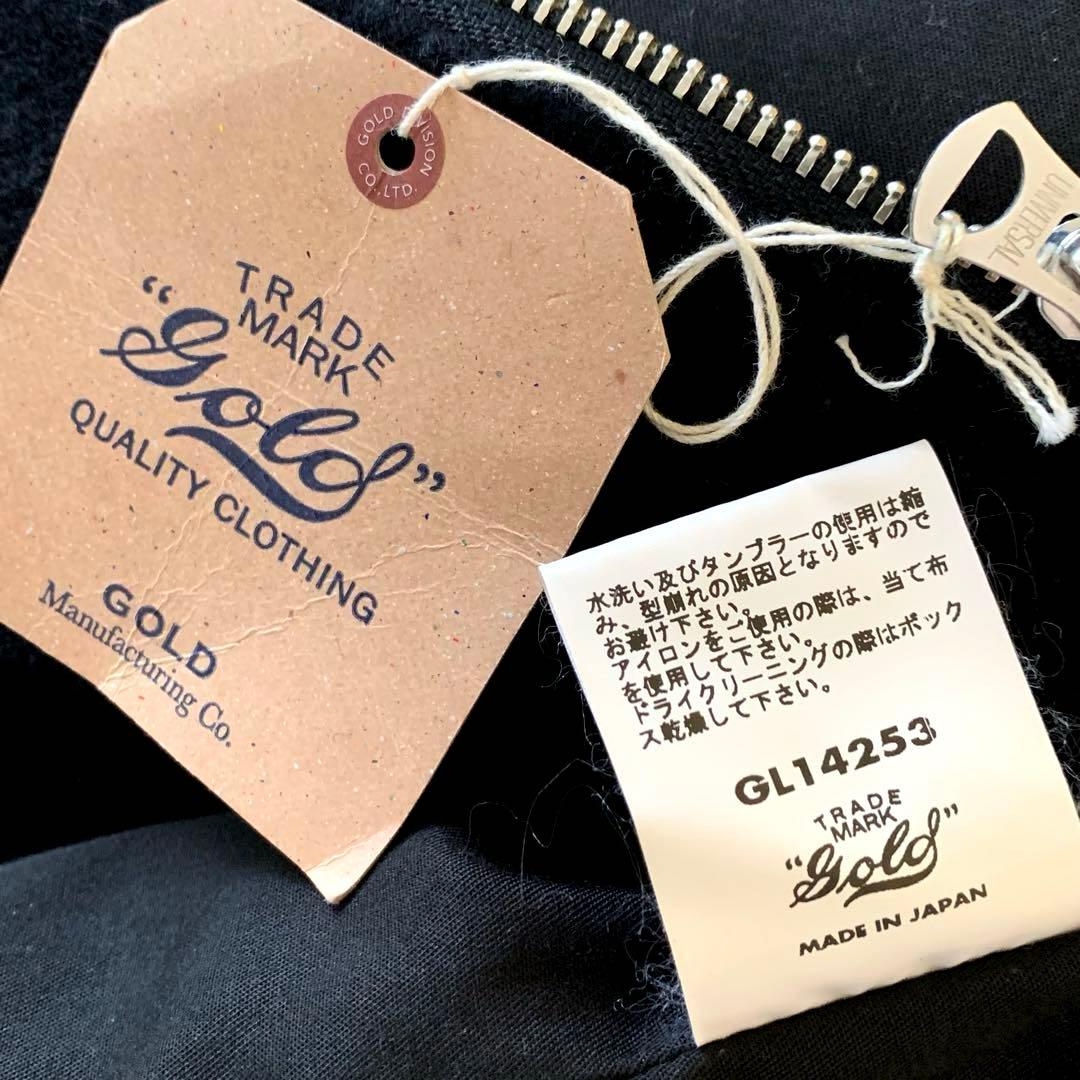 GOLD DIVISION
CO.,LTD.
TRADE
MARK
“Gold”
QUALITY CLOTHING
GOLD
Manufacturing Co.
UNIVERSAL
水洗い及びタンブラーの使用は縮
み、型崩れの原因となりますので
お避け下さい。
アイロンをご使用の際は、当て布
を使用して下さい。
ドライクリーニングの際はボック
ス乾燥して下さい。
GL14253
TRADE
MARK
“Gold”
MADE IN JAPAN